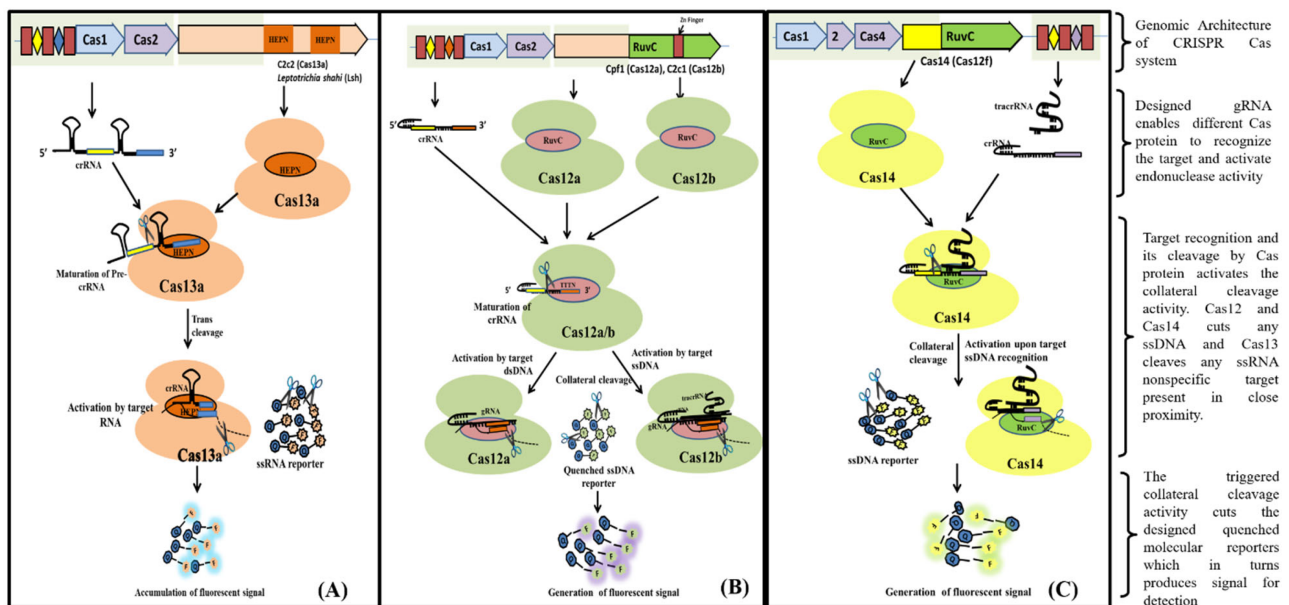 Cas1
Cas2
HEPN
HEPN
C2c2 (Cas13a)
Leptotrichia shahi (Lsh)
5’
3’
crRNA
HEPN
Cas13a
HEPN
Maturation of Pre-
crRNA
Cas13a
Trans
cleavage
crRNA
Activation by target
RNA
HEPN
Cas13a
ssRNA reporter
Accumulation of fluorescent signal
(A)
Zn Finger
Cas1
Cas2
RuvC
Cpf1 (Cas12a), C2c1 (Cas12b)
5’
3’
crRNA
RuvC
Cas12a
RuvC
Cas12b
5’
TTTN
3’
Maturation of
crRNA
Cas12a/b
Activation by target
dsDNA
Activation by target
ssDNA
Collateral cleavage
gRNA
Cas12a
Quenched ssDNA
reporter
tracrRNA
gRNA
Cas12b
F
F
F
F
Generation of fluorescent signal
(B)
Cas1
2
Cas4
RuvC
Cas14 (Cas12f)
RuvC
Cas14
tracrRNA
crRNA
RuvC
Cas14
Collateral
cleavage
Activation upon target
ssDNA recognition
ssDNA reporter
RuvC
Cas14
F
F
F
Generation of fluorescent signal
(C)
Genomic Architecture
of CRISPR Cas
system
Designed gRNA
enables different Cas
protein to recognize
the target and activate
endonuclease activity
Target recognition and
its cleavage by Cas
protein activates the
collateral cleavage
activity. Cas12 and
Cas14 cuts any
ssDNA and Cas13
cleaves any ssRNA
nonspecific target
present in close
proximity.
The triggered
collateral cleavage
activity cuts the
designed quenched
molecular reporters
which in turns
produces signal for
detection